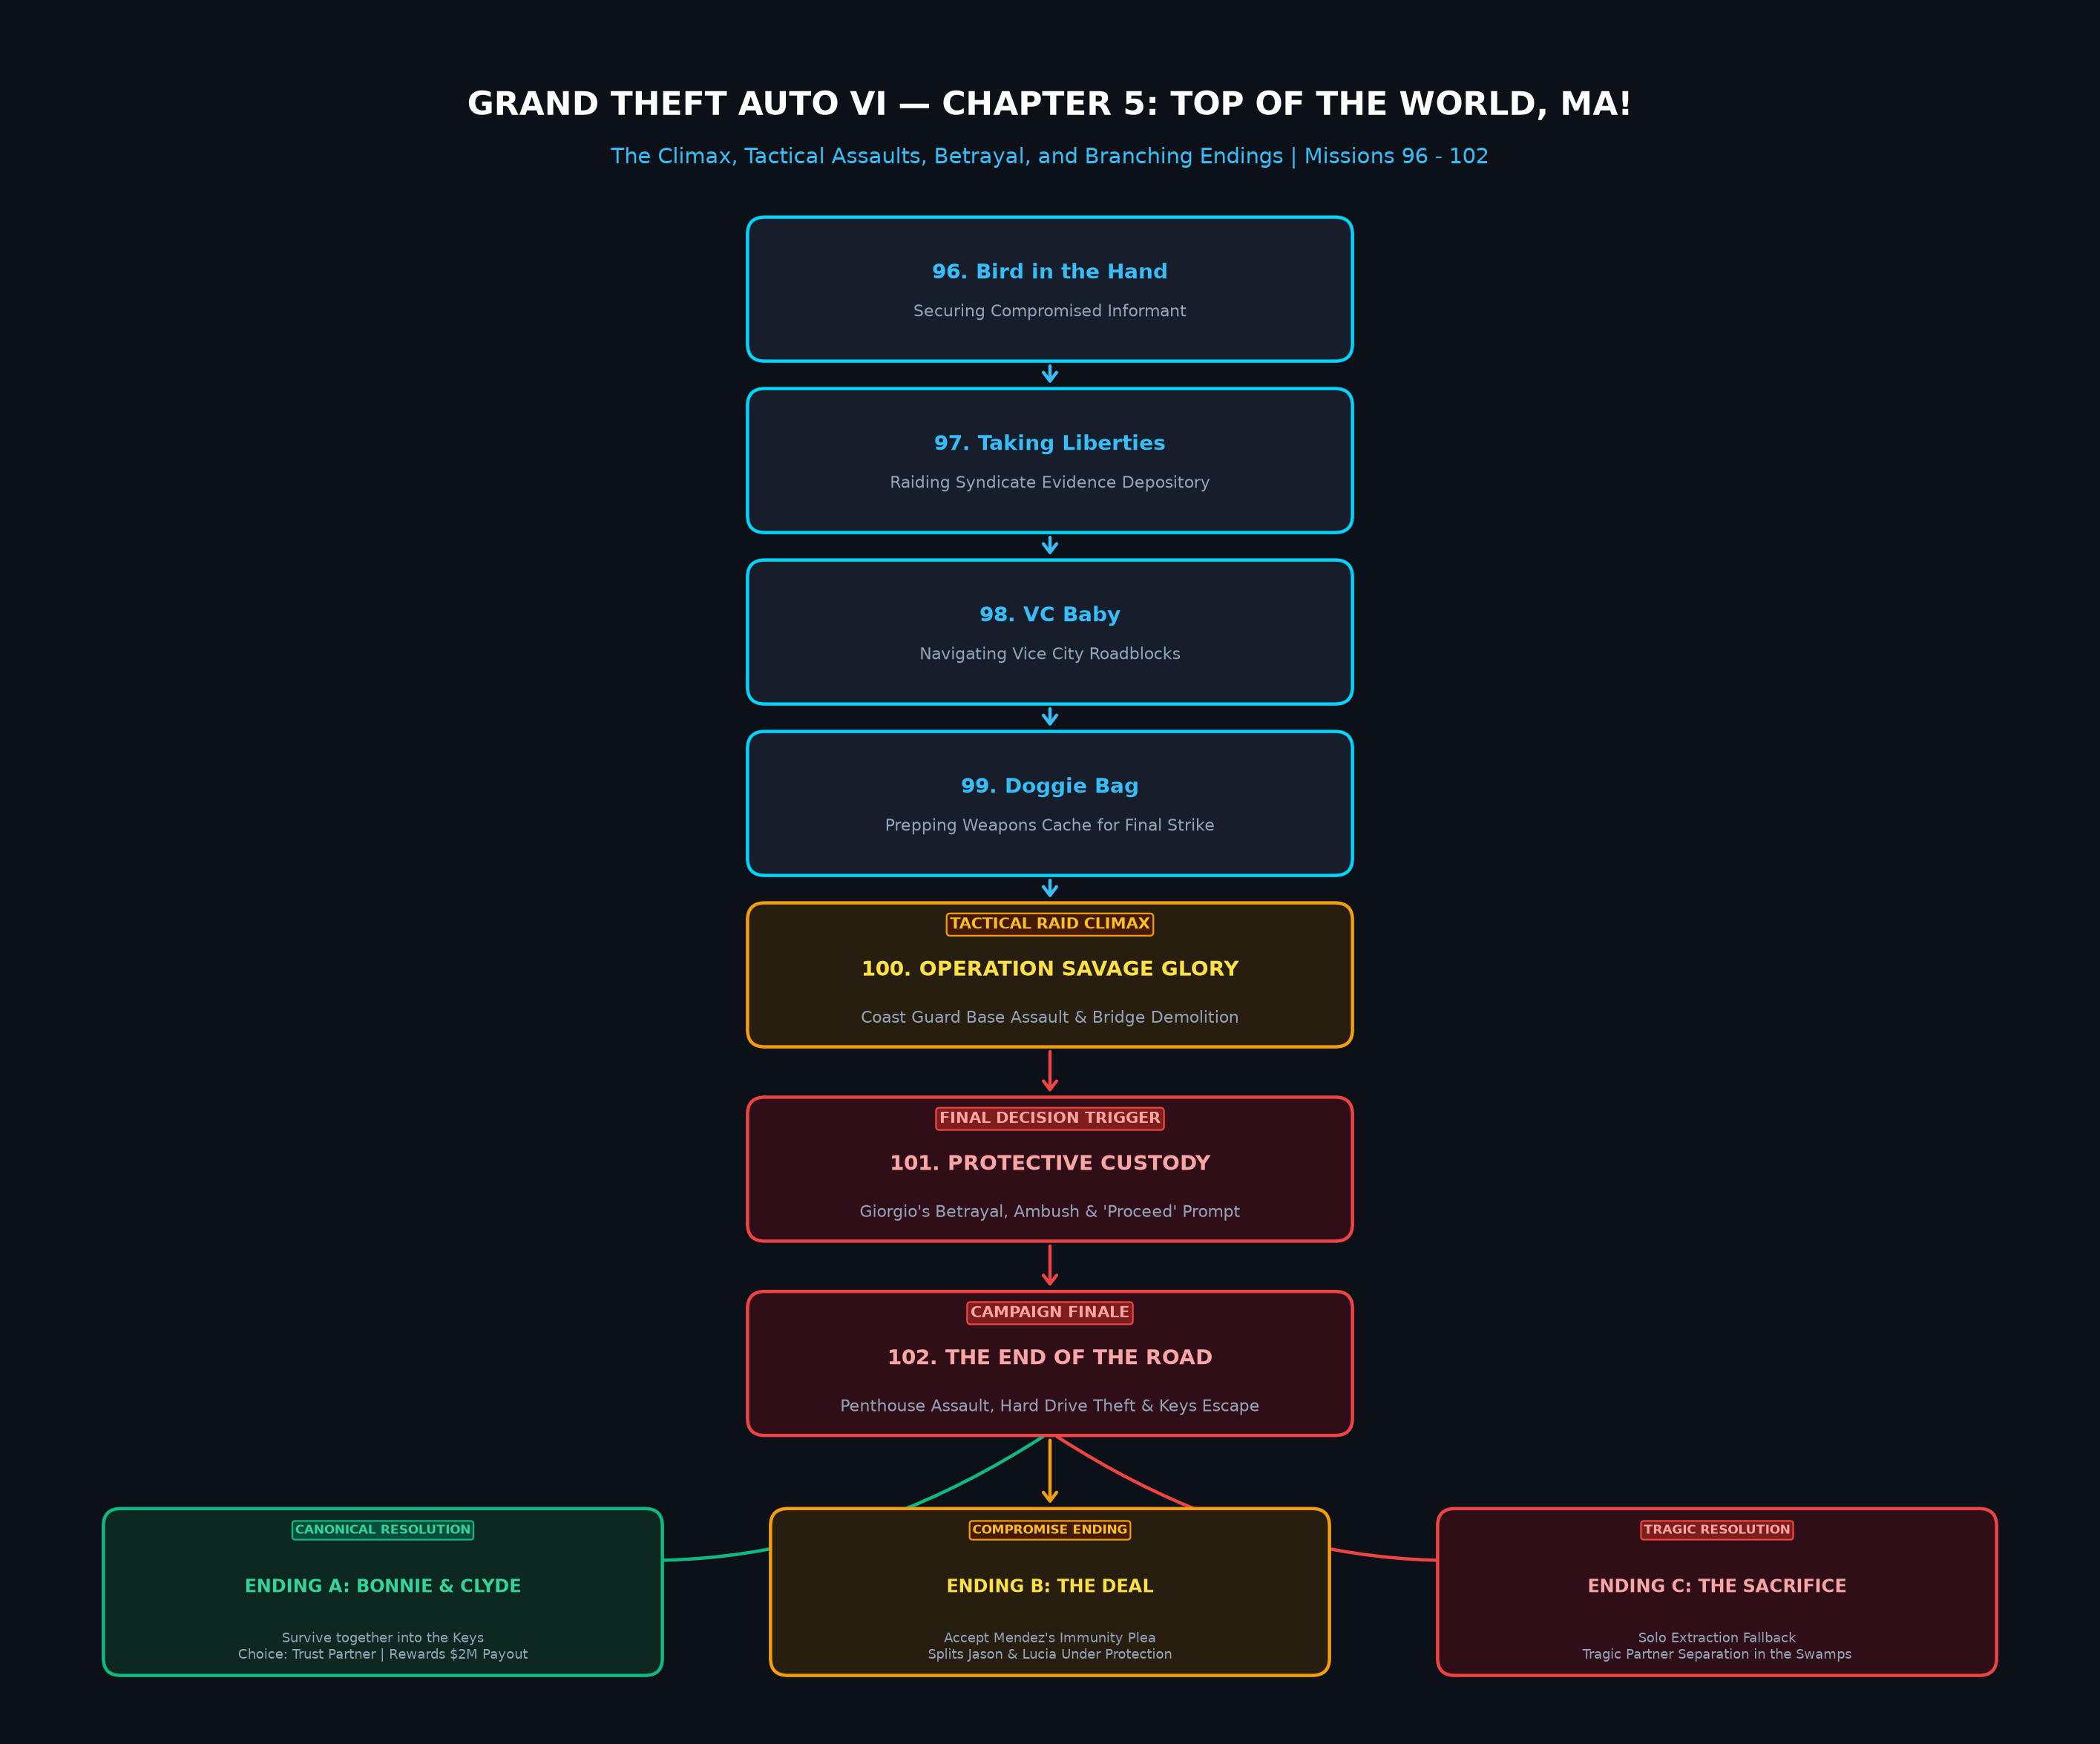 GRAND THEFT AUTO VI — CHAPTER 5: TOP OF THE WORLD, MA!
The Climax, Tactical Assaults, Betrayal, and Branching Endings | Missions 96 - 102
96. Bird in the Hand
Securing Compromised Informant
97. Taking Liberties
Raiding Syndicate Evidence Depository
98. VC Baby
Navigating Vice City Roadblocks
99. Doggie Bag
Prepping Weapons Cache for Final Strike
TACTICAL RAID CLIMAX
100. OPERATION SAVAGE GLORY
Coast Guard Base Assault & Bridge Demolition
FINAL DECISION TRIGGER
101. PROTECTIVE CUSTODY
Giorgio's Betrayal, Ambush & 'Proceed' Prompt
CAMPAIGN FINALE
102. THE END OF THE ROAD
Penthouse Assault, Hard Drive Theft & Keys Escape
CANONICAL RESOLUTION
ENDING A: BONNIE & CLYDE
Survive together into the Keys
Choice: Trust Partner | Rewards $2M Payout
COMPROMISE ENDING
ENDING B: THE DEAL
Accept Mendez's Immunity Plea
Splits Jason & Lucia Under Protection
TRAGIC RESOLUTION
ENDING C: THE SACRIFICE
Solo Extraction Fallback
Tragic Partner Separation in the Swamps